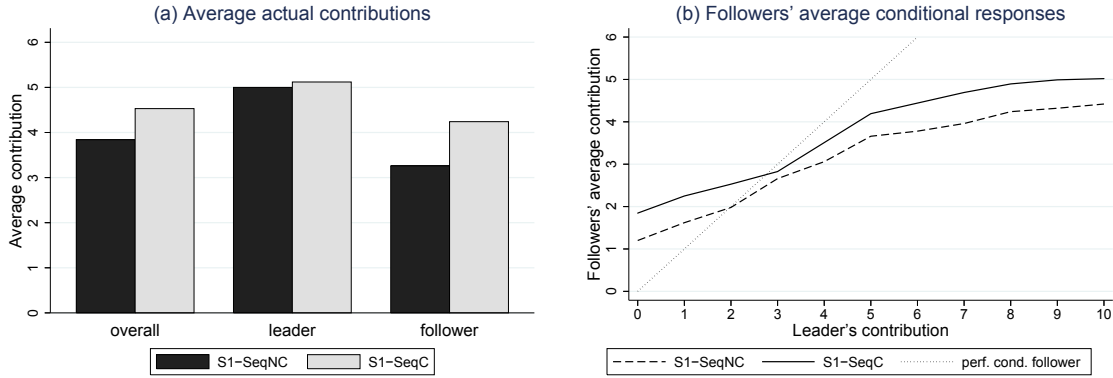 (a) Average actual contributions
Average contribution
0
1
2
3
4
5
6
overall
leader
follower
S1−SeqNC
S1−SeqC
(b) Followers’ average conditional responses
Followers’ average contribution
0
1
2
3
4
5
6
0 1 2 3 4 5 6 7 8 9 10
Leader’s contribution
S1−SeqNC
S1−SeqC
perf. cond. follower